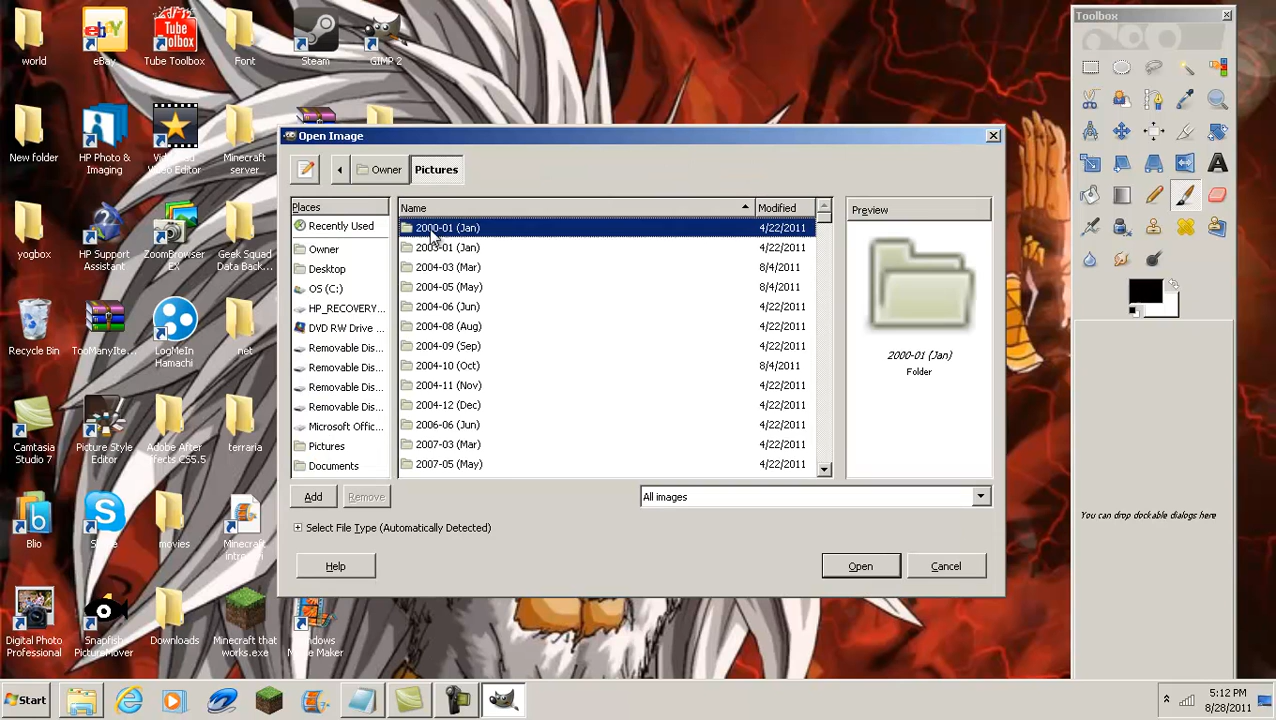 Toolbox
world
eBay
Tube Toolbox
Font
Steam
GIMP 2
Open Image
Owner
Pictures
Places
Name
Modified
Preview
Recently Used
Owner
Desktop
OS (C:)
HP_RECOVERY...
DVD RW Drive ...
Removable Dis...
Removable Dis...
Removable Dis...
Removable Dis...
Microsoft Offic...
Pictures
Documents
2000-01 (Jan) 4/22/2011
2003-01 (Jan) 4/22/2011
2004-03 (Mar) 8/4/2011
2004-05 (May) 8/4/2011
2004-06 (Jun) 4/22/2011
2004-08 (Aug) 4/22/2011
2004-09 (Sep) 4/22/2011
2004-10 (Oct) 8/4/2011
2004-11 (Nov) 4/22/2011
2004-12 (Dec) 4/22/2011
2006-06 (Jun) 4/22/2011
2007-03 (Mar) 4/22/2011
2007-05 (May) 4/22/2011
2000-01 (Jan)
Folder
Add
Remove
All images
Select File Type (Automatically Detected)
Help
Open
Cancel
You can drop dockable dialogs here
New folder
HP Photo & Imaging
Video Editor
Minecraft server
yogbox
HP Support Assistant
ZoomBrowser EX
Geek Squad Data Back...
Recycle Bin
TooManyIte...
LogMeIn Hamachi
net
Camtasia Studio 7
Picture Style Editor
Adobe After Effects CS5.5
terraria
Blio
movies
Minecraft
Digital Photo Professional
Snapfish PictureMover
Downloads
Minecraft that works.exe
Start
5:12 PM
8/28/2011